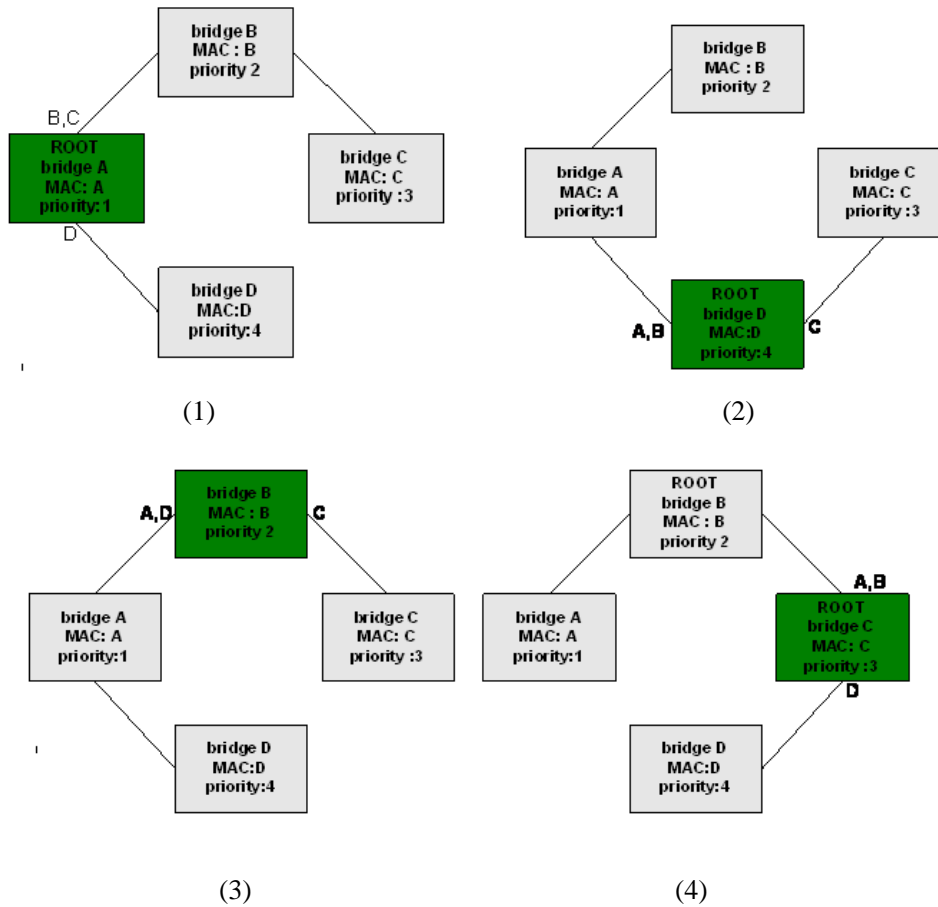 bridge B
MAC : B
priority 2
B,C
ROOT
bridge A
MAC: A
priority:1
D
bridge C
MAC: C
priority :3
bridge D
MAC:D
priority:4
(1)
bridge B
MAC : B
priority 2
bridge A
MAC: A
priority:1
bridge C
MAC: C
priority :3
A,B
ROOT
bridge D
MAC:D
priority:4
C
(2)
A,D
bridge B
MAC : B
priority 2
C
bridge A
MAC: A
priority:1
bridge C
MAC: C
priority :3
bridge D
MAC:D
priority:4
(3)
ROOT
bridge B
MAC : B
priority 2
bridge A
MAC: A
priority:1
A,B
ROOT
bridge C
MAC: C
priority :3
D
bridge D
MAC:D
priority:4
(4)